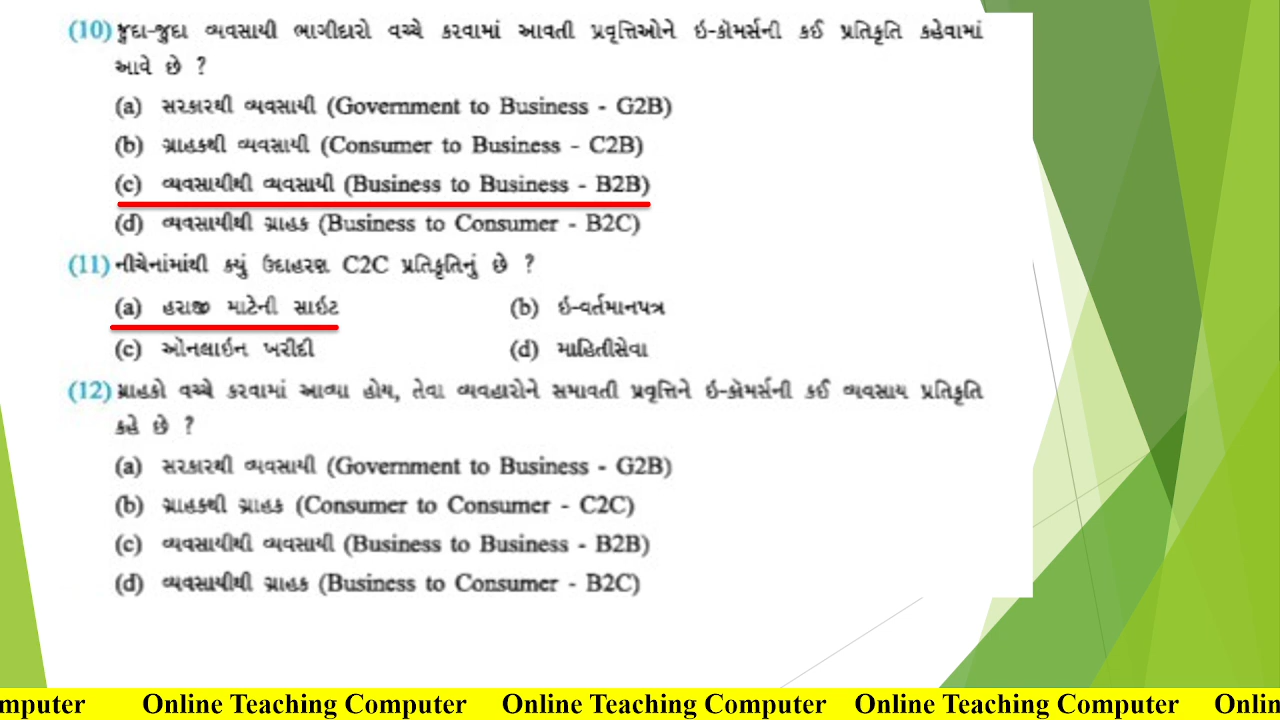 (10) જુદા-જુદા વ્યવસાયી ભાગીદારો વચ્ચે કરવામાં આવતી પ્રવૃત્તિઓને ઇ-કૉમર્સની કઈ પ્રતિકૃતિ કહેવામાં
આવે છે ?
(a) સરકારથી વ્યવસાયી (Government to Business - G2B)
(b) ગ્રાહકથી વ્યવસાયી (Consumer to Business - C2B)
(c) વ્યવસાયીથી વ્યવસાયી (Business to Business - B2B)
(d) વ્યવસાયીથી ગ્રાહક (Business to Consumer - B2C)
(11) નીચેનાંમાંથી કયું ઉદાહરણ C2C પ્રતિકૃતિનું છે ?
(a) હરાજી માટેની સાઇટ (b) ઇ-વર્તમાનપત્ર
(c) ઑનલાઇન ખરીદી (d) માહિતીસેવા
(12) ગ્રાહકો વચ્ચે કરવામાં આવ્યા હોય, તેવા વ્યવહારોને સમાવતી પ્રવૃત્તિને ઇ-કૉમર્સની કઈ વ્યવસાય પ્રતિકૃતિ
કહે છે ?
(a) સરકારથી વ્યવસાયી (Government to Business - G2B)
(b) ગ્રાહકથી ગ્રાહક (Consumer to Consumer - C2C)
(c) વ્યવસાયીથી વ્યવસાયી (Business to Business - B2B)
(d) વ્યવસાયીથી ગ્રાહક (Business to Consumer - B2C)
mputer Online Teaching Computer Online Teaching Computer Online Teaching Computer Onlin